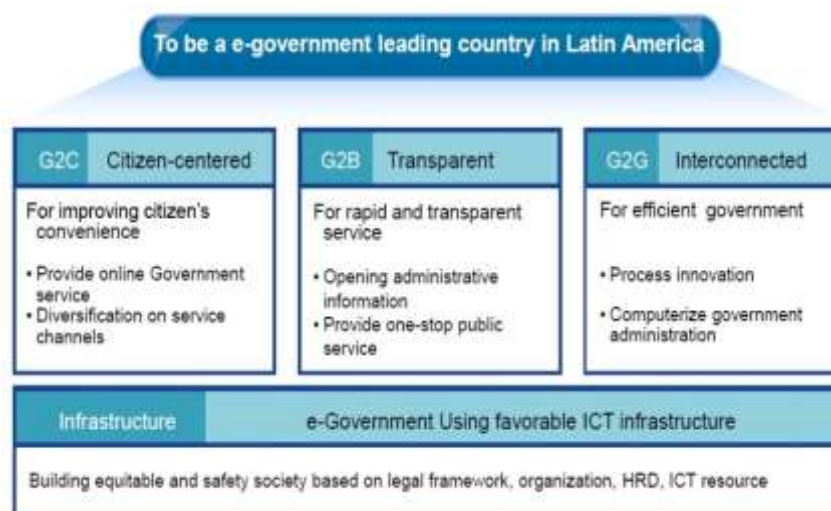 To be a e-government leading country in Latin America
G2C Citizen-centered
For improving citizen's
convenience
• Provide online Government
service
• Diversification on service
channels
G2B Transparent
For rapid and transparent
service
• Opening administrative
information
• Provide one-stop public
service
G2G Interconnected
For efficient government
• Process innovation
• Computerize government
administration
Infrastructure e-Government Using favorable ICT infrastructure
Building equitable and safety society based on legal framework, organization, HRD, ICT resource